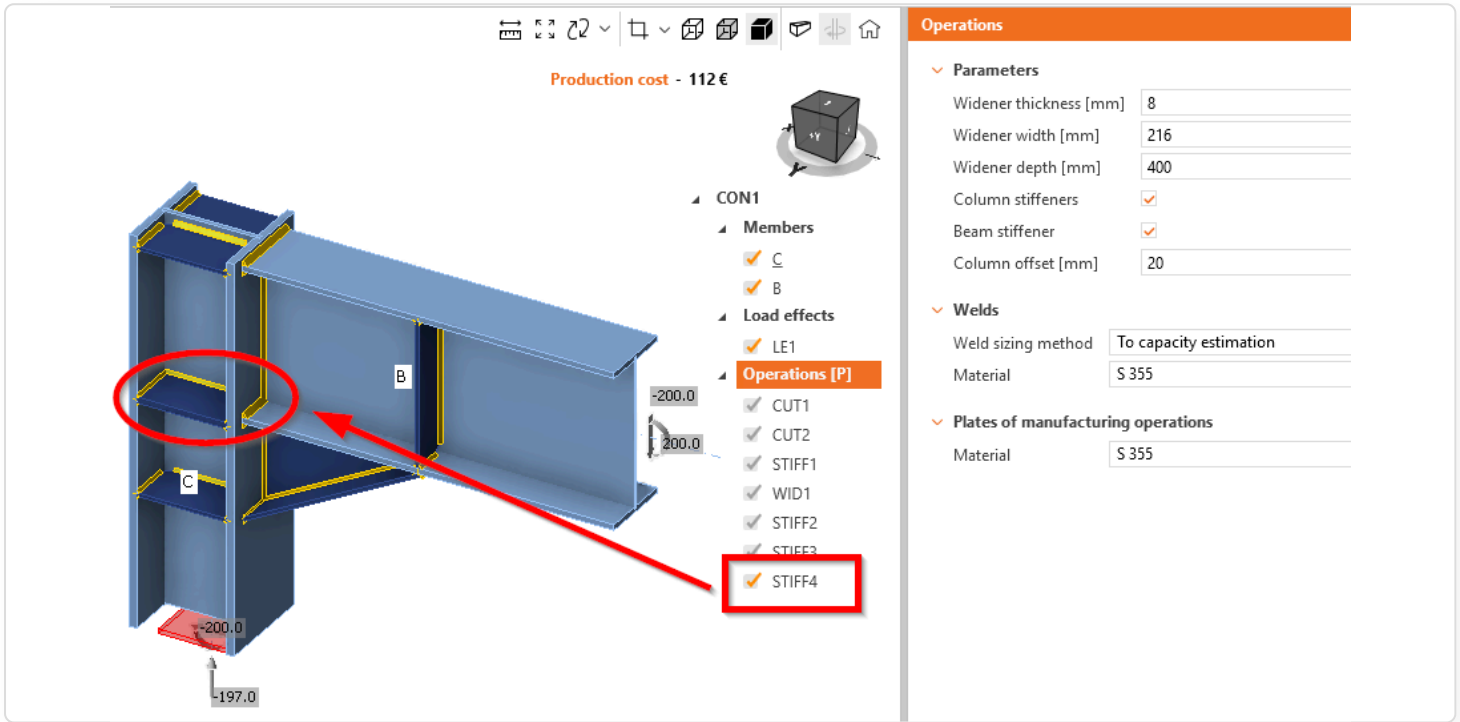 Production cost - 112 €
+Y
CON1
Members
C
B
Load effects
LE1
Operations [P]
CUT1
CUT2
STIFF1
WID1
STIFF2
STIFF3
STIFF4
B
C
-200.0
200.0
-200.0
-197.0
Operations
Parameters
Widener thickness [mm] 8
Widener width [mm] 216
Widener depth [mm] 400
Column stiffeners
Beam stiffener
Column offset [mm] 20
Welds
Weld sizing method To capacity estimation
Material S 355
Plates of manufacturing operations
Material S 355